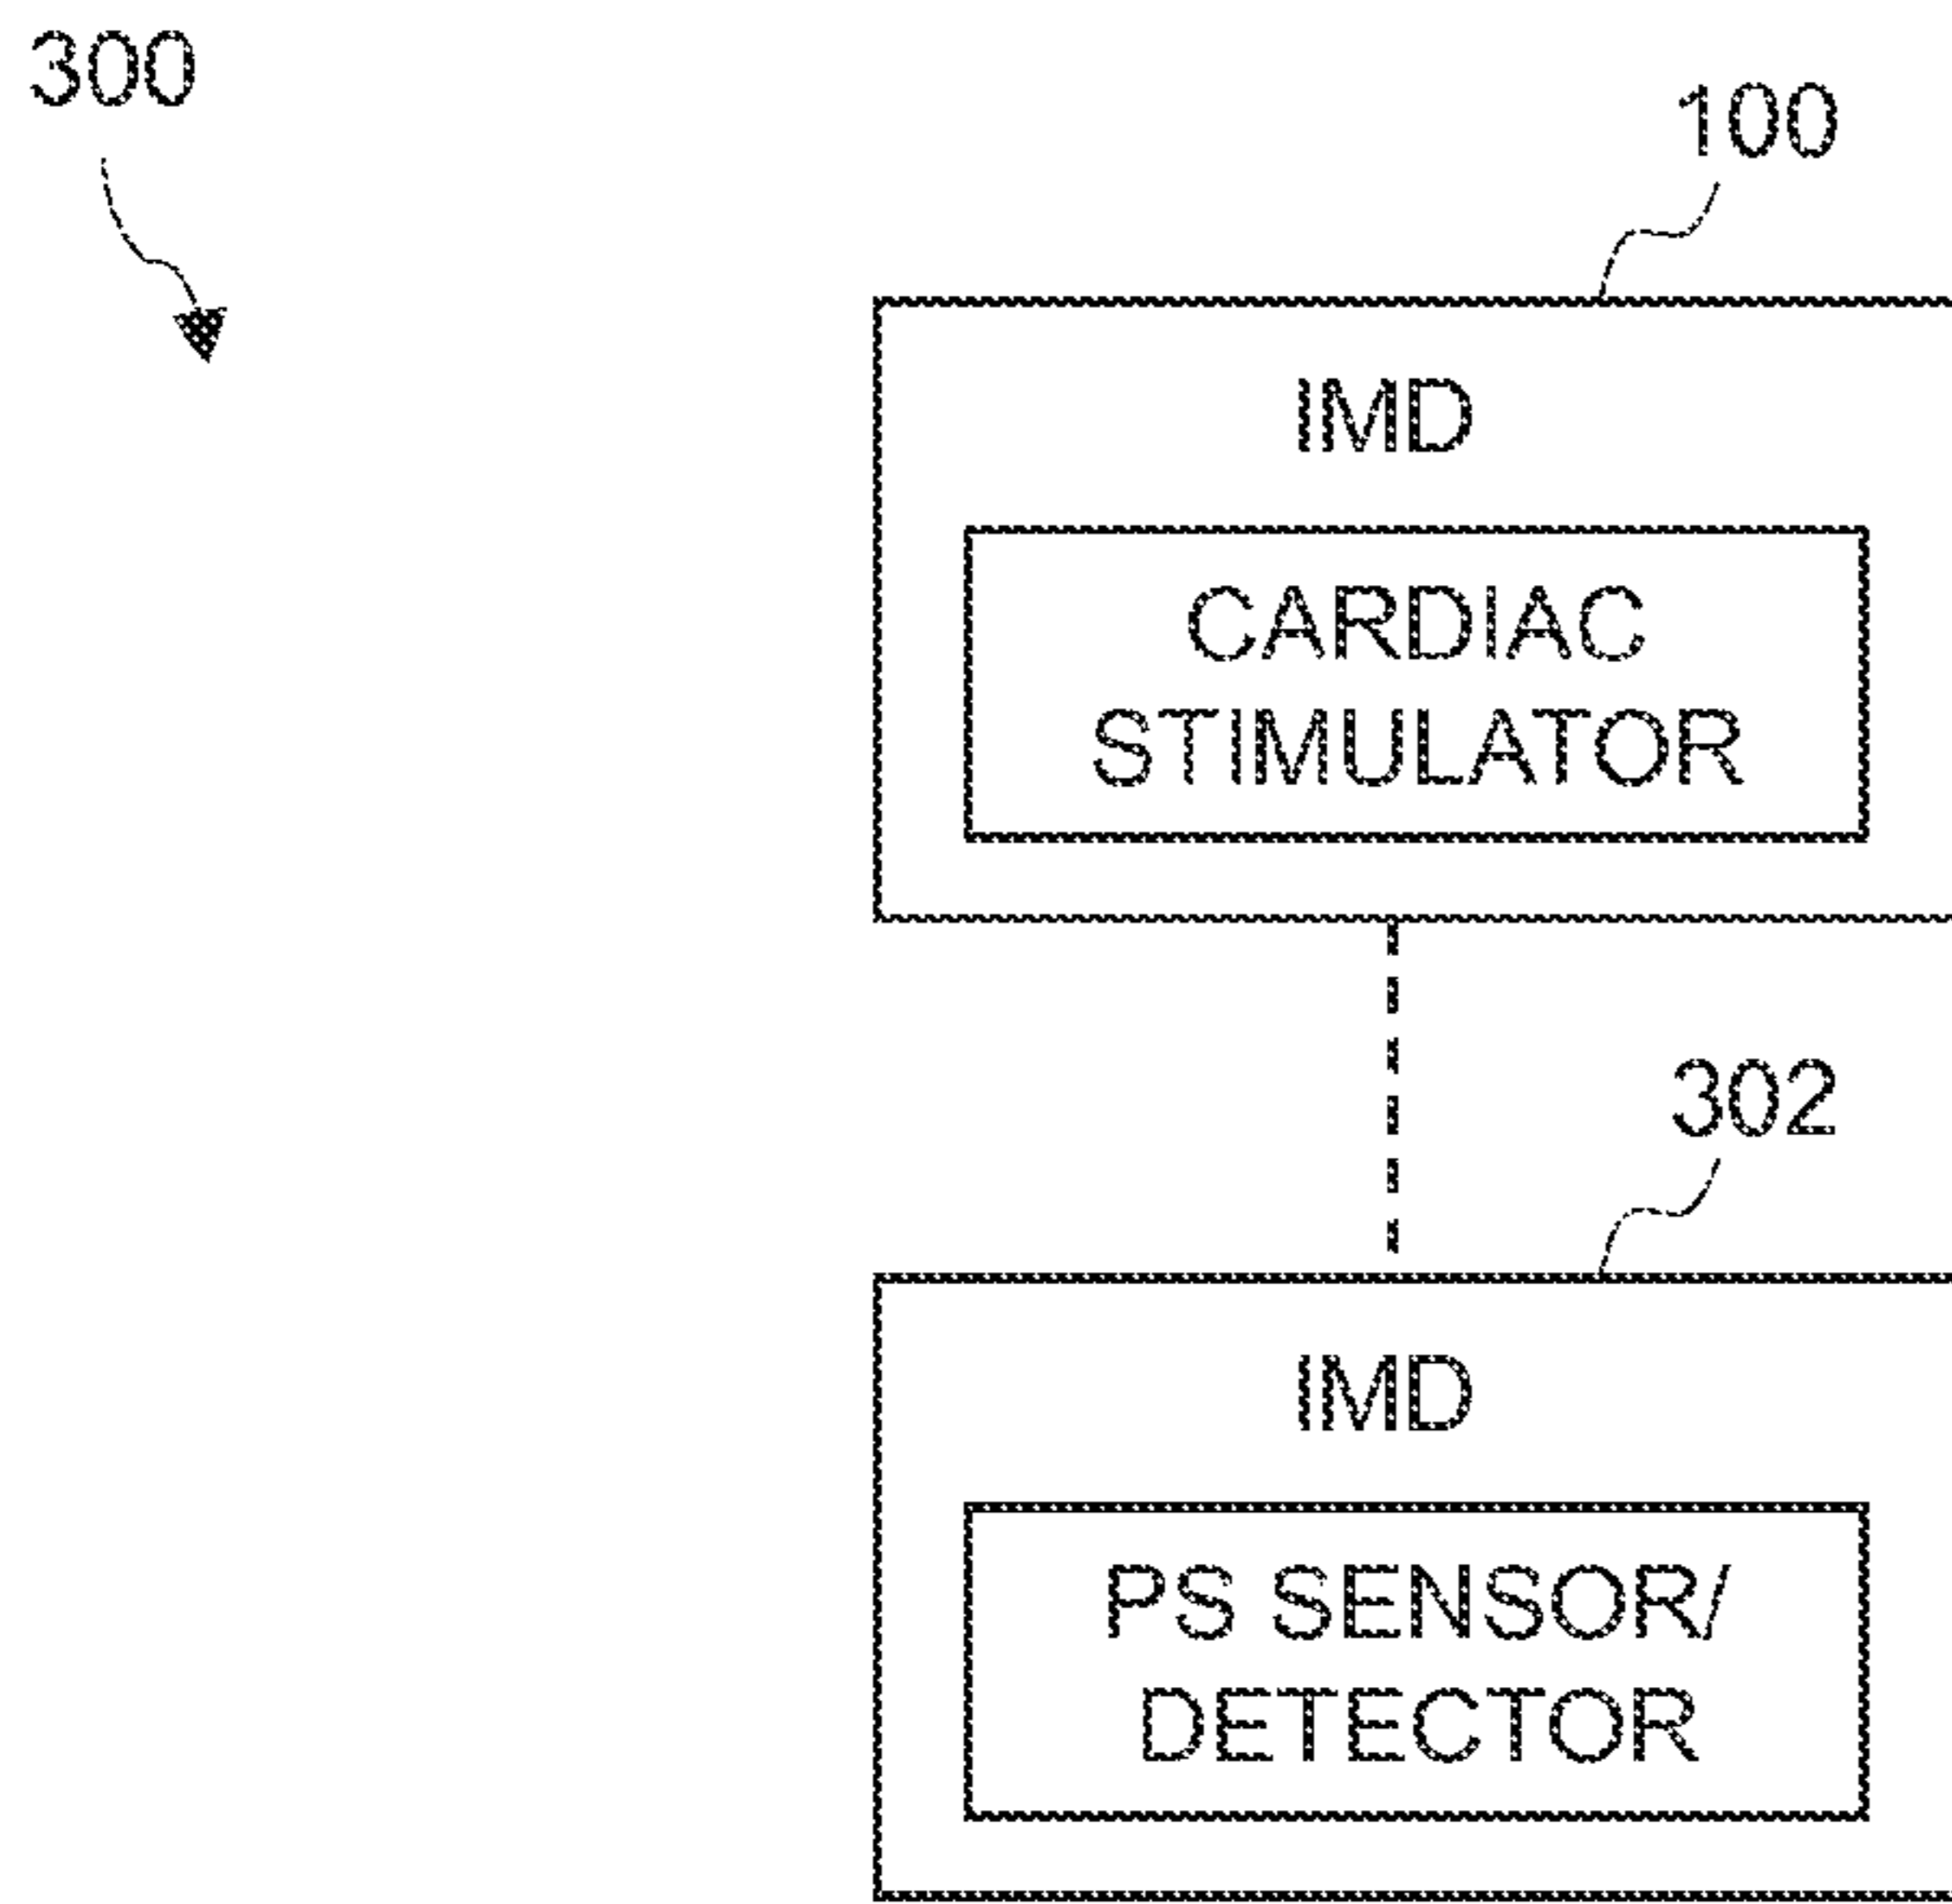 300
100
IMD
CARDIAC
STIMULATOR
302
IMD
PS SENSOR/
DETECTOR